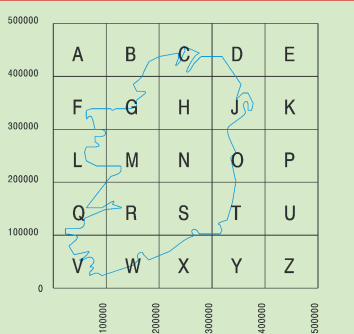 500000
A B C D E
400000
F G H J K
300000
L M N O P
200000
Q R S T U
100000
V W X Y Z
0
100000 200000 300000 400000 500000